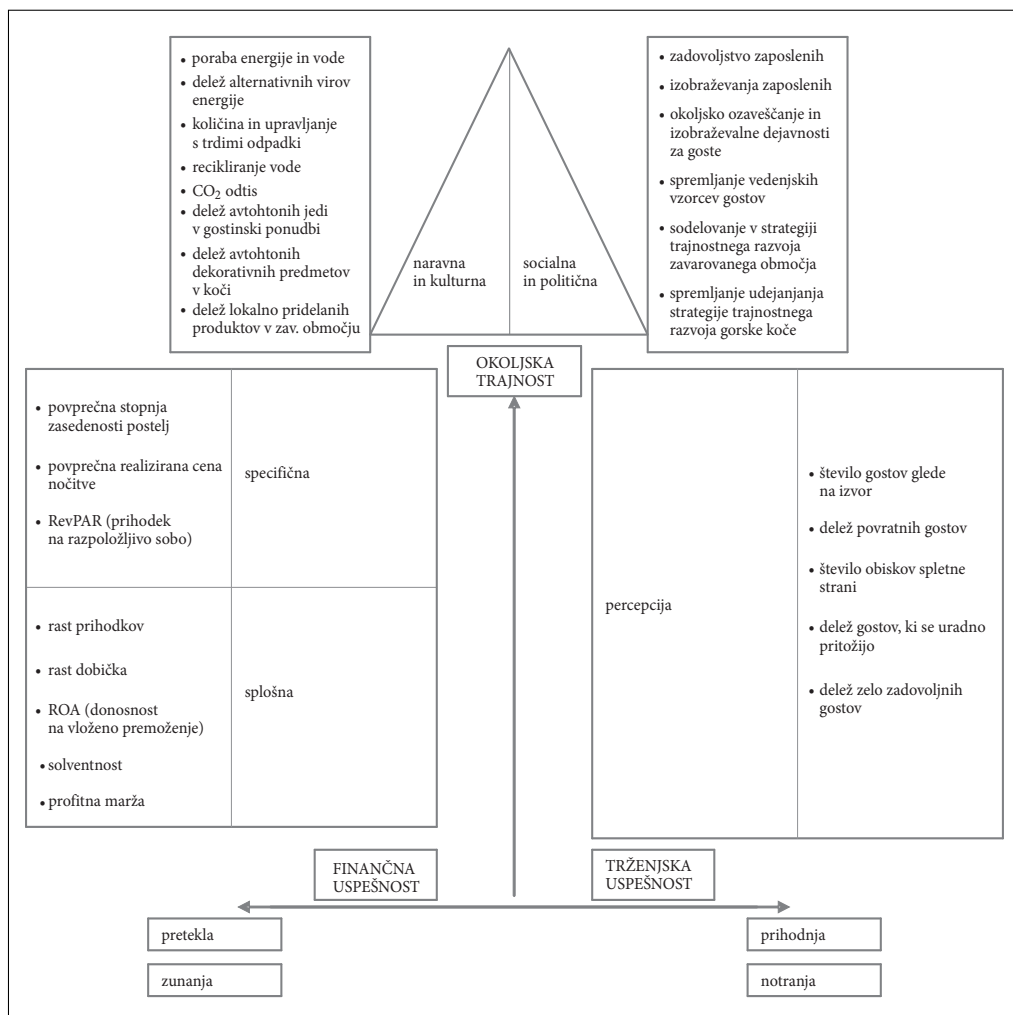 • poraba energije in vode
• delež alternativnih virov
energije
• količina in upravljanje
s trdimi odpadki
• recikliranje vode
• CO₂ odtis
• delež avtohtonih jedi
v gostinski ponudbi
• delež avtohtonih
dekorativnih predmetov
v koči
• delež lokalno pridelanih
produktov v zav. območju
naravna
in kulturna
socialna
in politična
• zadovoljstvo zaposlenih
• izobraževanja zaposlenih
• okoljsko ozaveščanje in
izobraževalne dejavnosti
za goste
• spremljanje vedenjskih
vzorcev gostov
• sodelovanje v strategiji
trajnostnega razvoja
zavarovanega območja
• spremljanje udejanjanja
strategije trajnostnega
razvoja gorske koče
OKOLJSKA
TRAJNOST
• povprečna stopnja
zasedenosti postelj
• povprečna realizirana cena
nočitve
• RevPAR (prihodek
na razpoložljivo sobo)
specifična
• rast prihodkov
• rast dobička
• ROA (donosnost
na vloženo premoženje)
• solventnost
• profitna marža
splošna
percepcija
• število gostov glede
na izvor
• delež povratnih gostov
• število obiskov spletne
strani
• delež gostov, ki se uradno
pritožijo
• delež zelo zadovoljnih
gostov
FINANČNA
USPEŠNOST
TRŽENJSKA
USPEŠNOST
pretekla
prihodnja
zunanja
notranja